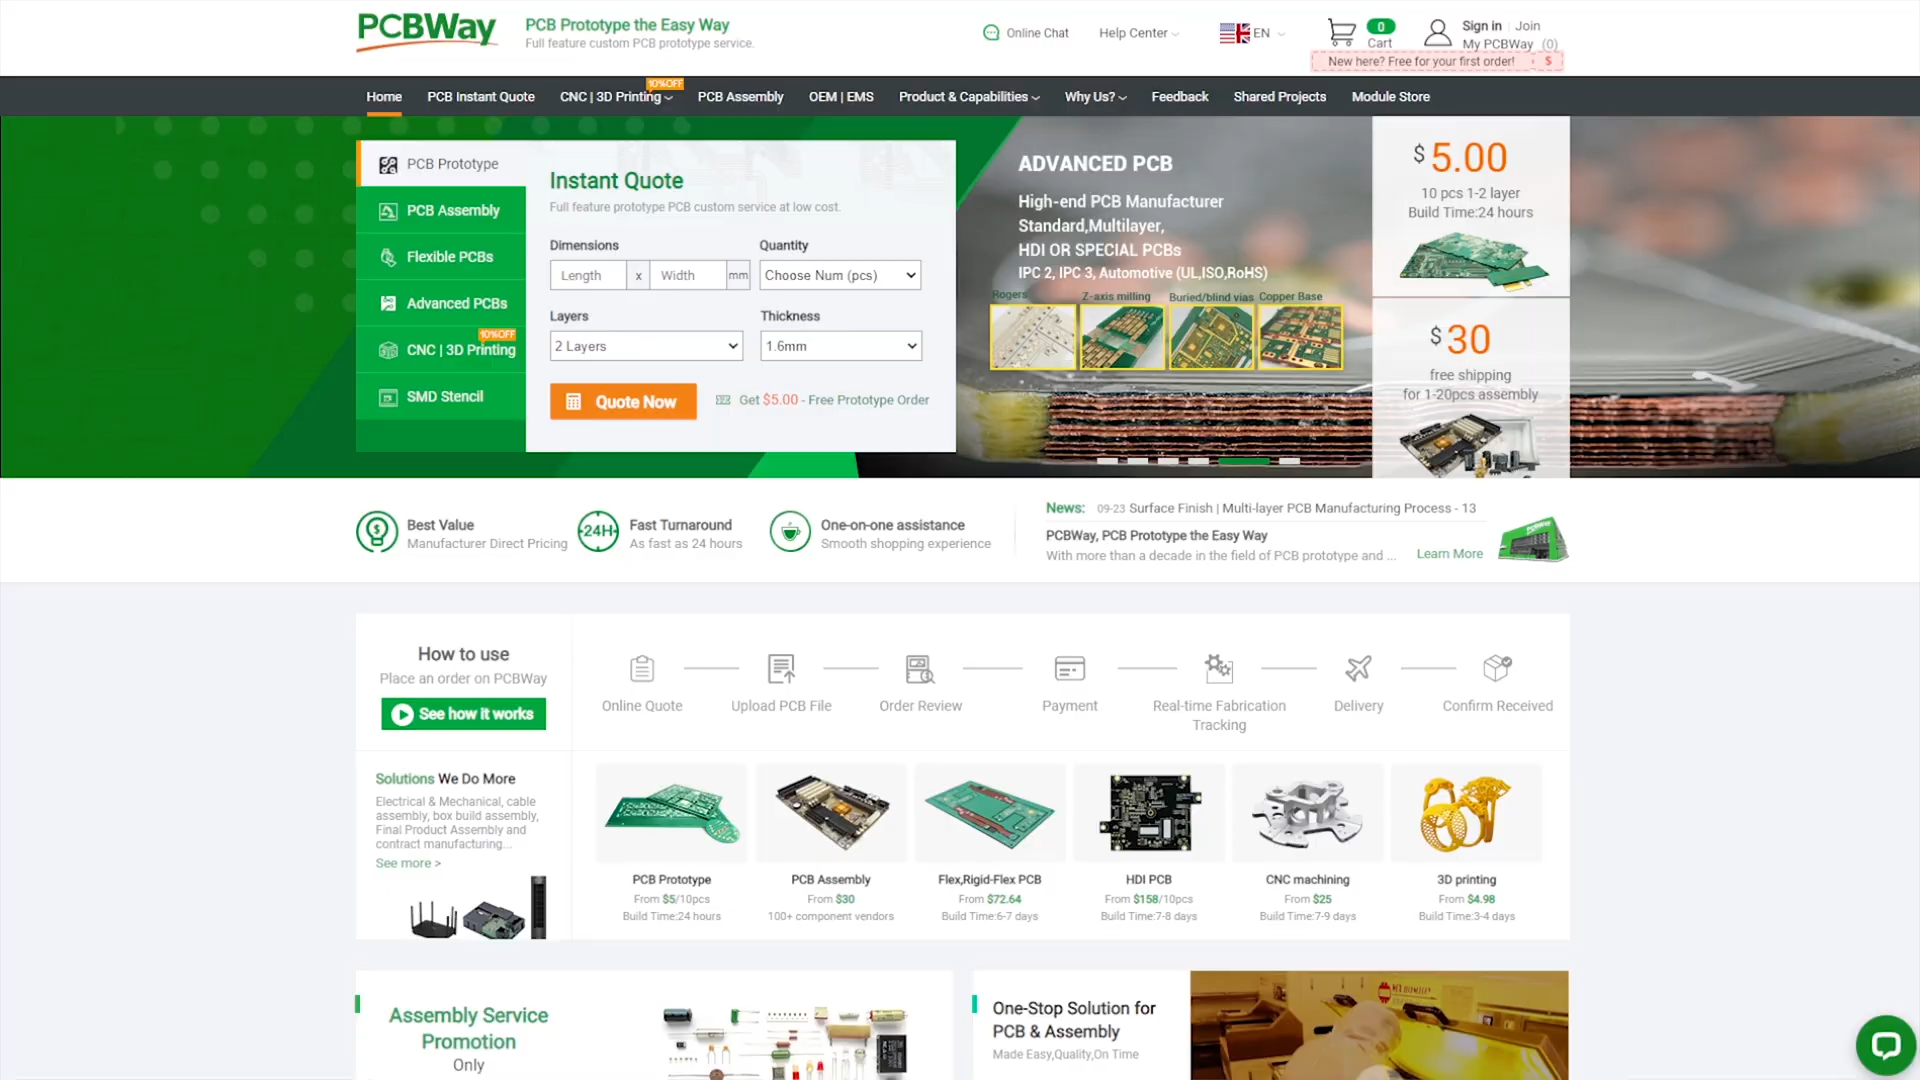 PCBWay
PCB Prototype the Easy Way
Full feature custom PCB prototype service.
Online Chat
Help Center
EN
0
Cart
Sign in | Join
My PCBWay (0)
New here? Free for your first order! $
Home
PCB Instant Quote
CNC | 3D Printing
10%OFF
PCB Assembly
OEM | EMS
Product & Capabilities
Why Us?
Feedback
Shared Projects
Module Store
PCB Prototype
PCB Assembly
Flexible PCBs
Advanced PCBs
10%OFF
CNC | 3D Printing
SMD Stencil
Instant Quote
Full feature prototype PCB custom service at low cost.
Dimensions
Quantity
Length x Width mm
Choose Num (pcs)
Layers
Thickness
2 Layers
1.6mm
Quote Now
Get $5.00 - Free Prototype Order
ADVANCED PCB
High-end PCB Manufacturer
Standard,Multilayer,
HDI OR SPECIAL PCBs
IPC 2, IPC 3, Automotive (UL,ISO,RoHS)
Rogers
Z-axis milling
Buried/blind vias
Copper Base
$ 5.00
10 pcs 1-2 layer
Build Time:24 hours
$ 30
free shipping
for 1-20pcs assembly
Best Value
Manufacturer Direct Pricing
24H
Fast Turnaround
As fast as 24 hours
One-on-one assistance
Smooth shopping experience
News: 09-23 Surface Finish | Multi-layer PCB Manufacturing Process - 13
PCBWay, PCB Prototype the Easy Way
With more than a decade in the field of PCB prototype and ...
Learn More
How to use
Place an order on PCBWay
See how it works
Online Quote
Upload PCB File
Order Review
Payment
Real-time Fabrication
Tracking
Delivery
Confirm Received
Solutions We Do More
Electrical & Mechanical, cable
assembly, box build assembly,
Final Product Assembly and
contract manufacturing...
See more >
PCB Prototype
From $5/10pcs
Build Time:24 hours
PCB Assembly
From $30
100+ component vendors
Flex,Rigid-Flex PCB
From $72.64
Build Time:6-7 days
HDI PCB
From $158/10pcs
Build Time:7-8 days
CNC machining
From $25
Build Time:7-9 days
3D printing
From $4.98
Build Time:3-4 days
Assembly Service
Promotion
Only
One-Stop Solution for
PCB & Assembly
Made Easy,Quality,On Time